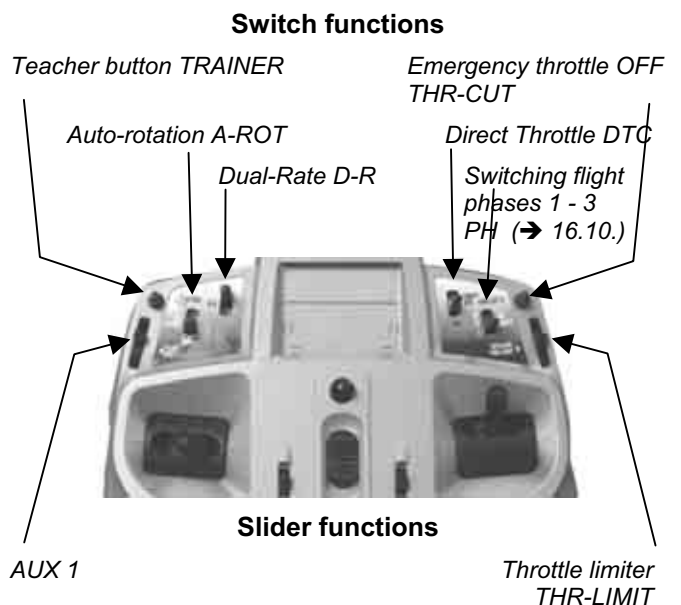 Switch functions
Teacher button TRAINER
Emergency throttle OFF
THR-CUT
Auto-rotation A-ROT
Direct Throttle DTC
Dual-Rate D-R
Switching flight
phases 1 - 3
PH (➔ 16.10.)
Slider functions
AUX 1
Throttle limiter
THR-LIMIT